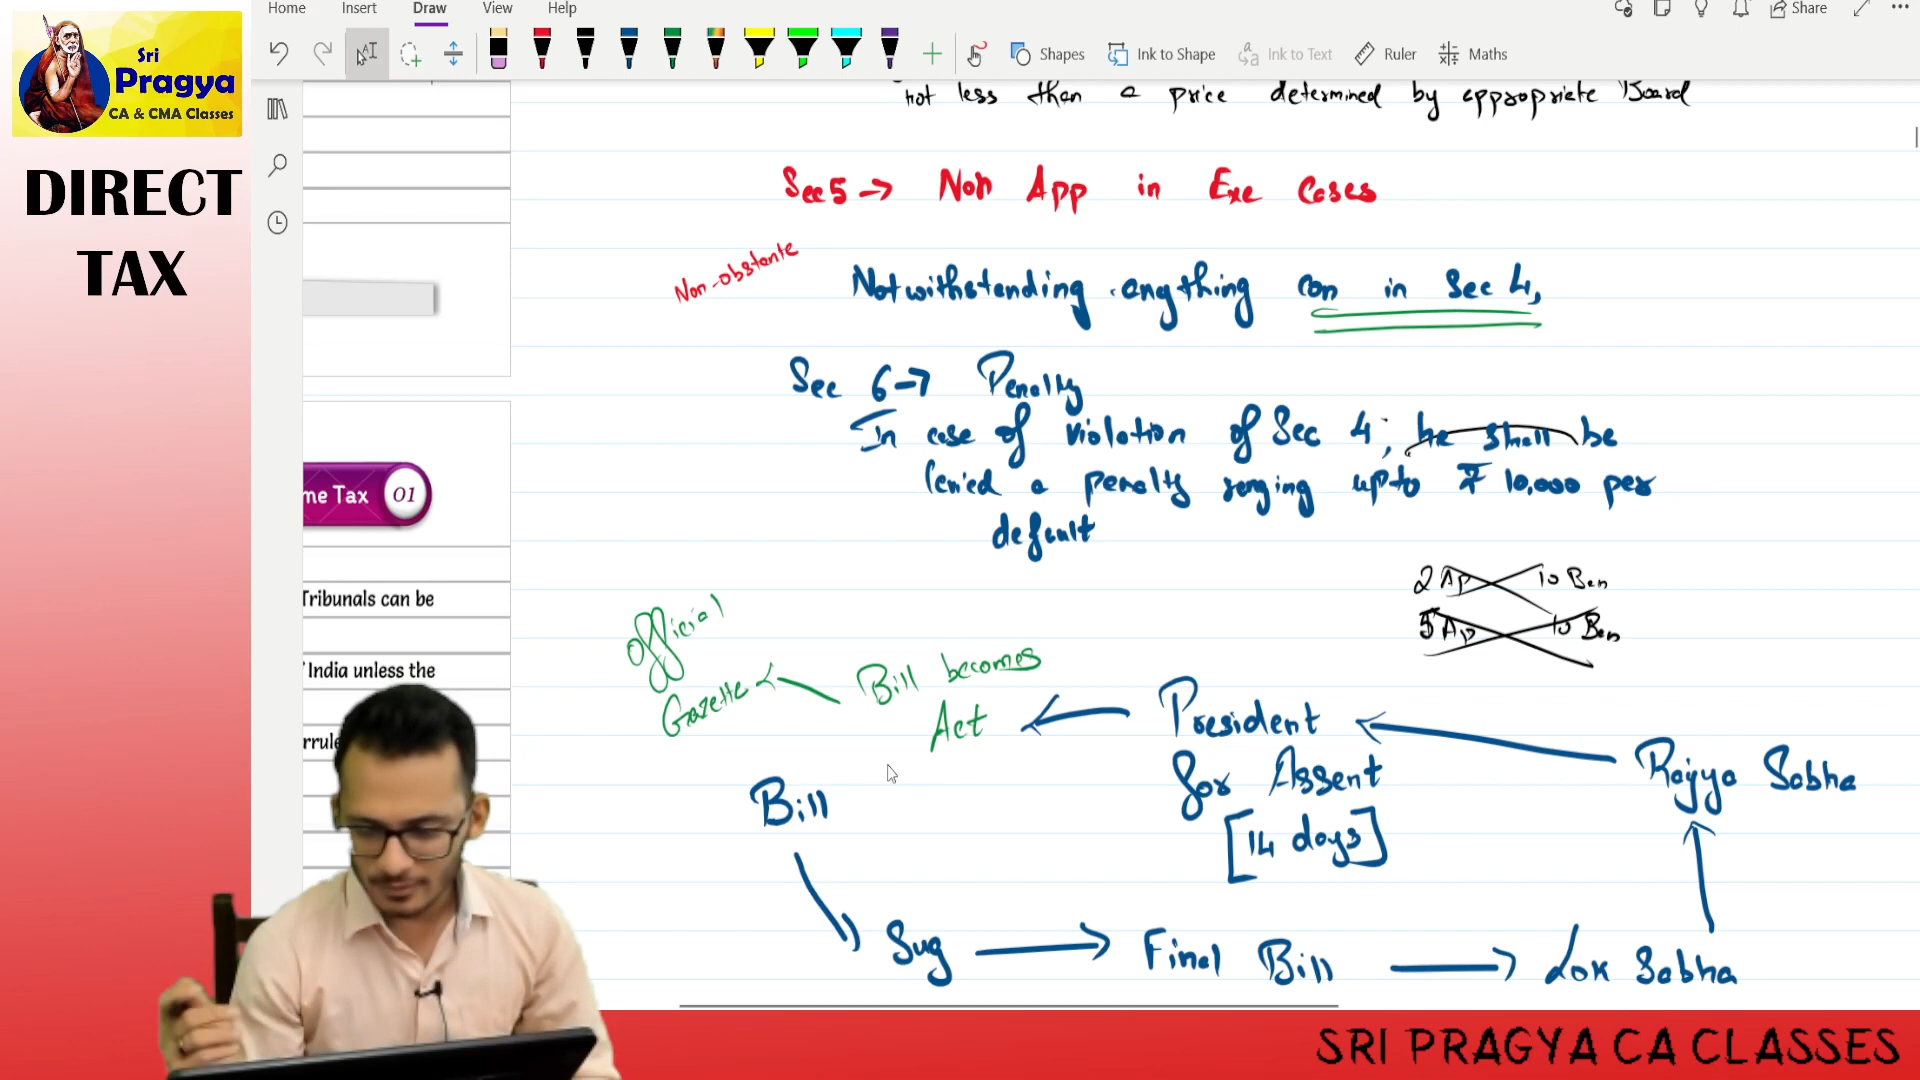 Home Insert Draw View Help
Share
Shapes Ink to Shape Ink to Text Ruler Maths
Sri
Pragya
CA & CMA Classes
DIRECT
TAX
not less than a price determined by appropriate Board
Sec 5 → Non App in Exe Cases
Non-obstante
Notwithstanding anything con in Sec 4,
Sec 6 → Penalty
In case of violation of Sec 4, he shall be
levied a penalty ranging upto ₹ 10,000 per
default
me Tax 01
Tribunals can be
India unless the
2 Ap 10 Ben
5 Ap 10 Ben
Official
Gazette
Bill becomes
Act
President
for Assent
[14 days]
Rajya Sabha
Bill
Sug → Final Bill → Lok Sabha
SRI PRAGYA CA CLASSES